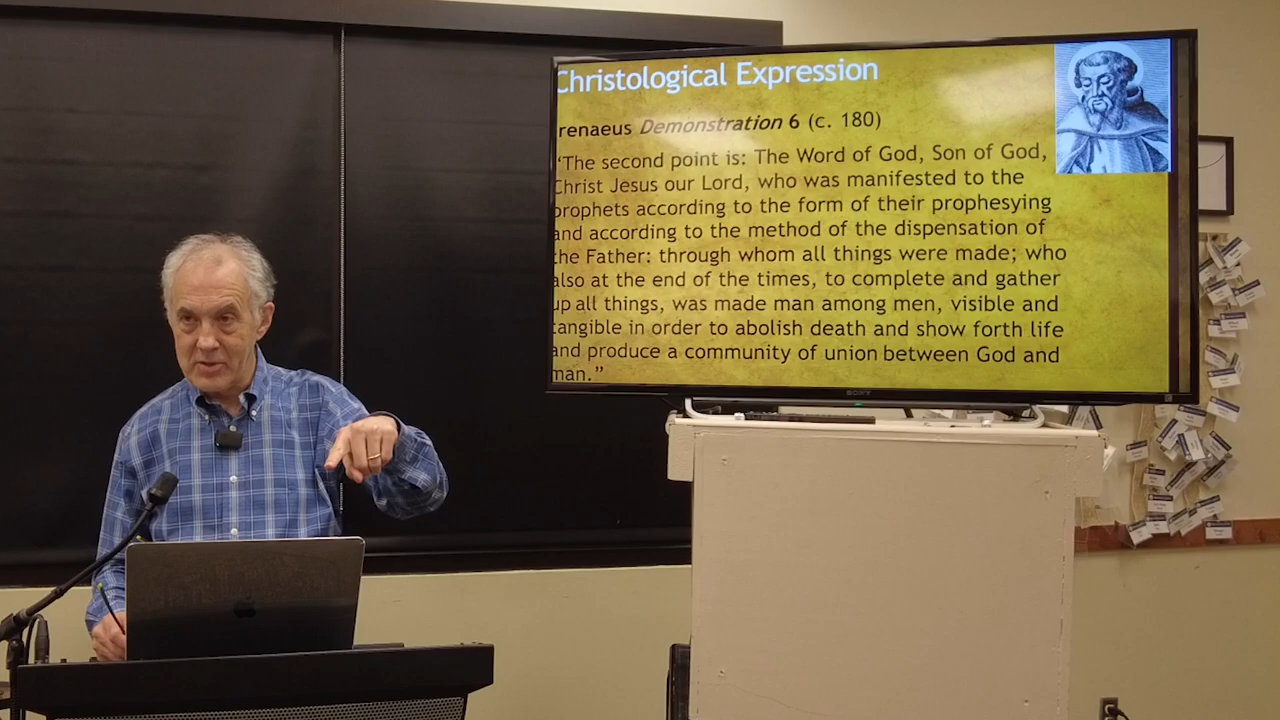 Christological Expression
renaeus Demonstration 6 (c. 180)
“The second point is: The Word of God, Son of God,
Christ Jesus our Lord, who was manifested to the
prophets according to the form of their prophesying
and according to the method of the dispensation of
the Father: through whom all things were made; who
also at the end of the times, to complete and gather
up all things, was made man among men, visible and
tangible in order to abolish death and show forth life
and produce a community of union between God and
man.”
SONY